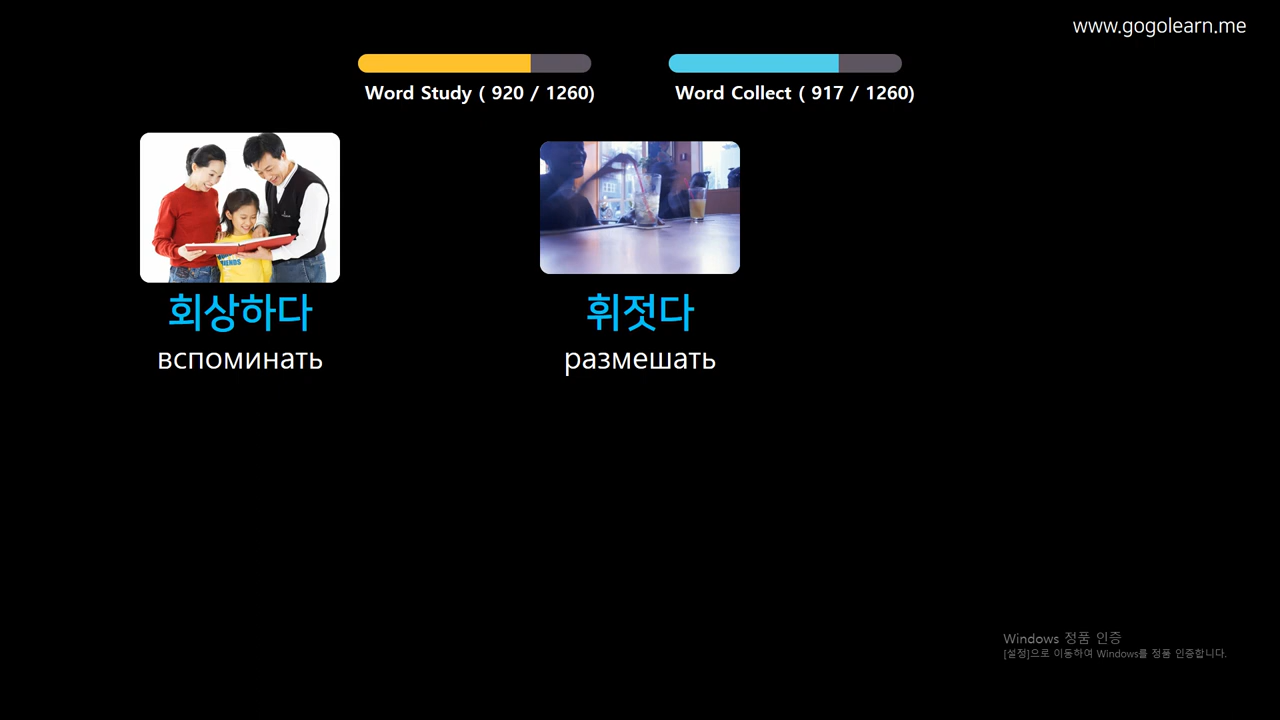 www.gogolearn.me
Word Study ( 920 / 1260)
Word Collect ( 917 / 1260)
회상하다
вспоминать
휘젓다
размешать
Windows 정품 인증
[설정]으로 이동하여 Windows를 정품 인증합니다.